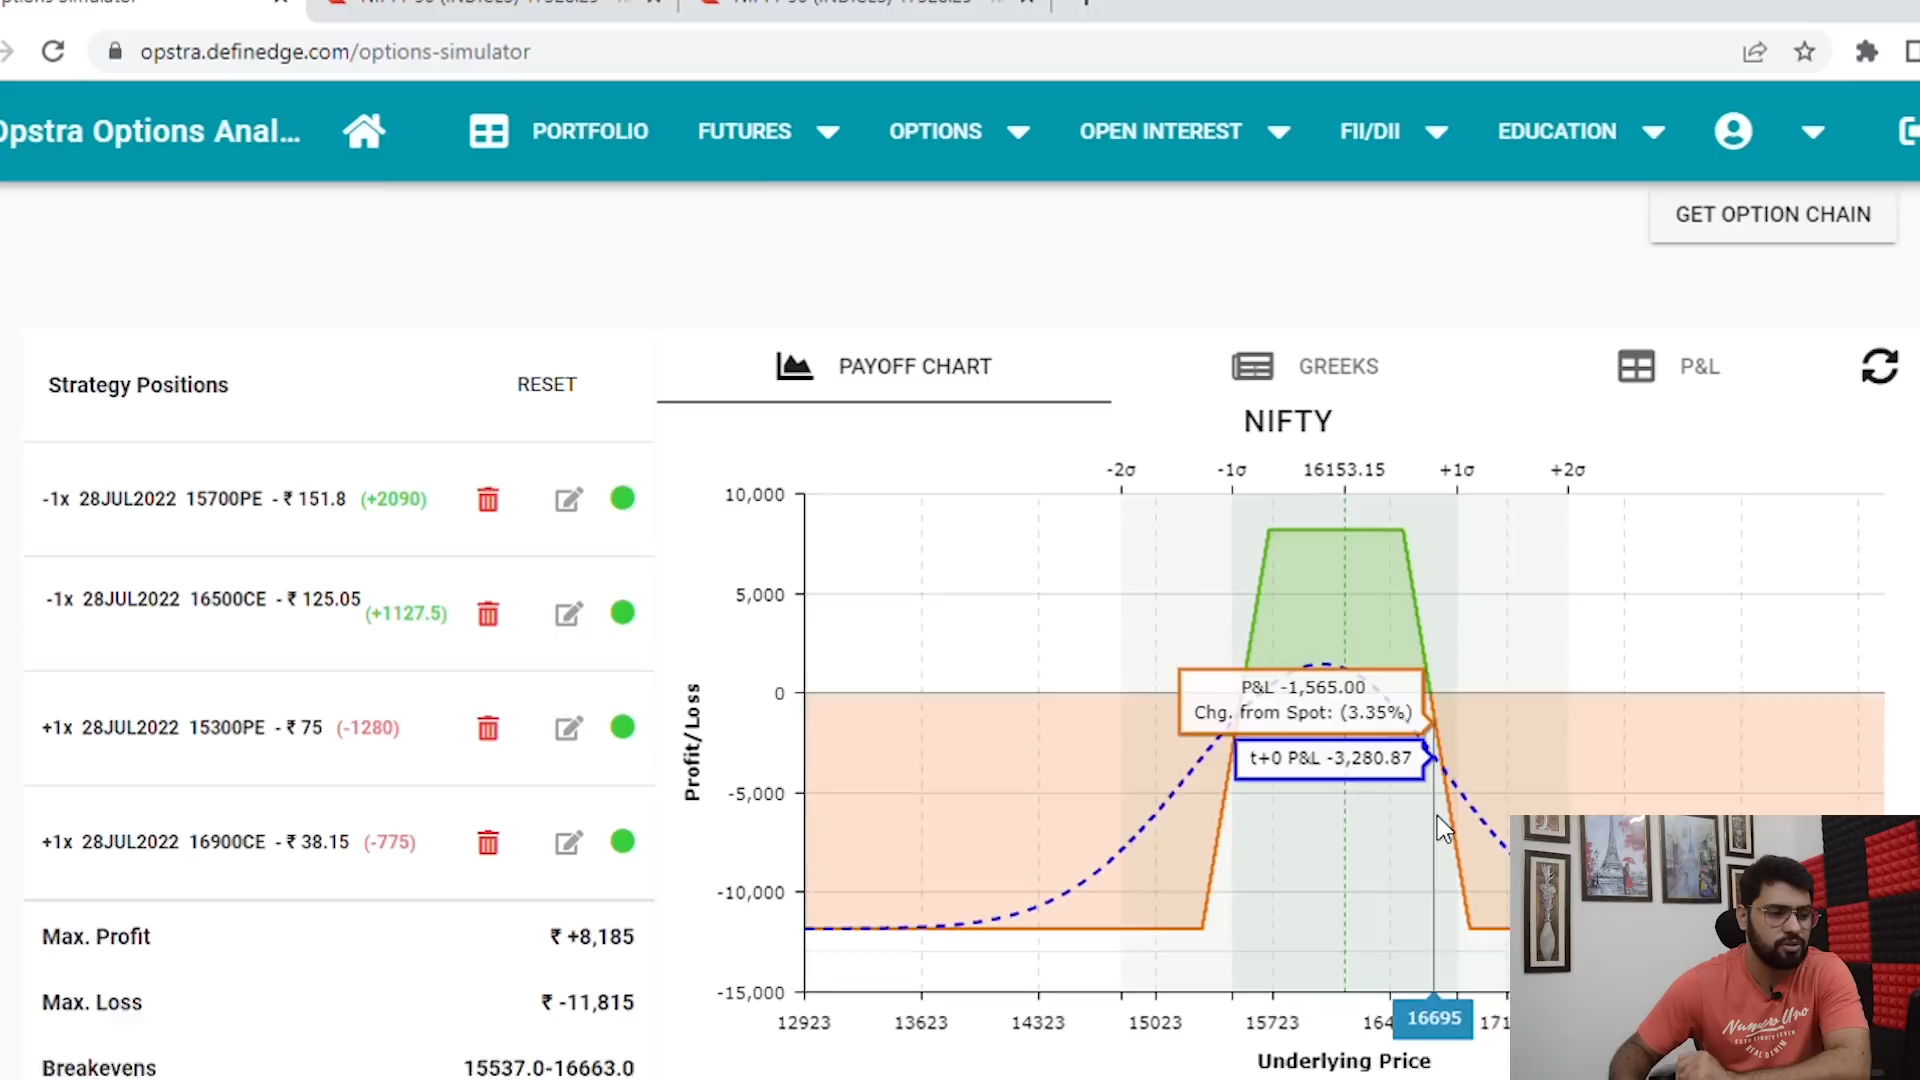 opstra.definedge.com/options-simulator
Opstra Options Anal...
PORTFOLIO
FUTURES
OPTIONS
OPEN INTEREST
FII/DII
EDUCATION
GET OPTION CHAIN
Strategy Positions
RESET
-1x 28JUL2022 15700PE - ₹ 151.8 (+2090)
-1x 28JUL2022 16500CE - ₹ 125.05 (+1127.5)
+1x 28JUL2022 15300PE - ₹ 75 (-1280)
+1x 28JUL2022 16900CE - ₹ 38.15 (-775)
Max. Profit ₹ +8,185
Max. Loss ₹ -11,815
Breakevens 15537.0-16663.0
PAYOFF CHART
GREEKS
P&L
NIFTY
-2σ -1σ 16153.15 +1σ +2σ
10,000
5,000
0
-5,000
-10,000
-15,000
Profit/Loss
P&L -1,565.00
Chg. from Spot: (3.35%)
t+0 P&L -3,280.87
12923 13623 14323 15023 15723 164 16695 171
Underlying Price
Numero Uno
REAL DENIM